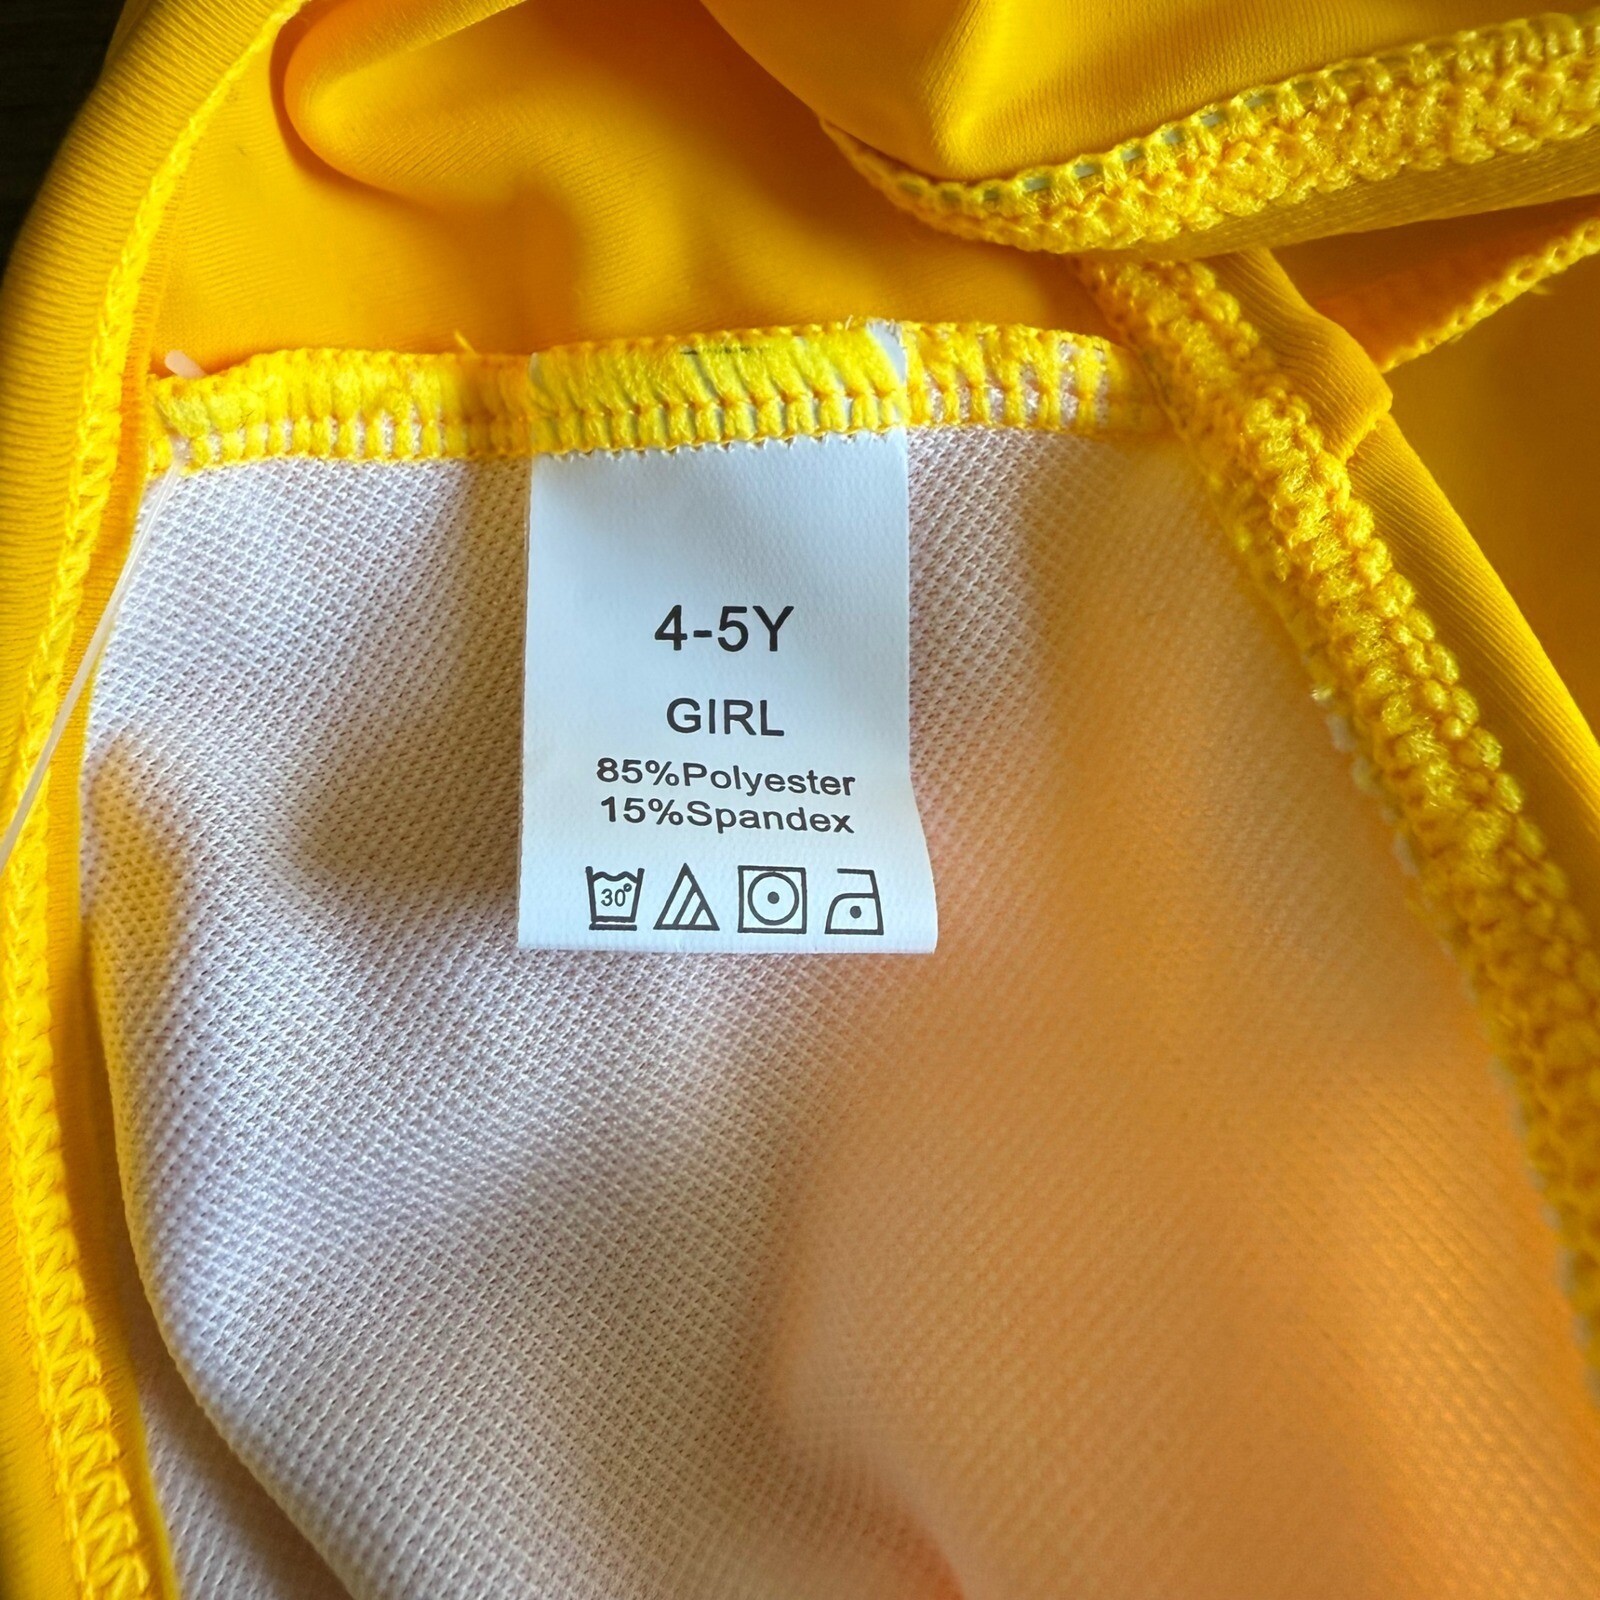 4-5Y
GIRL
85%Polyester
15%Spandex
30°